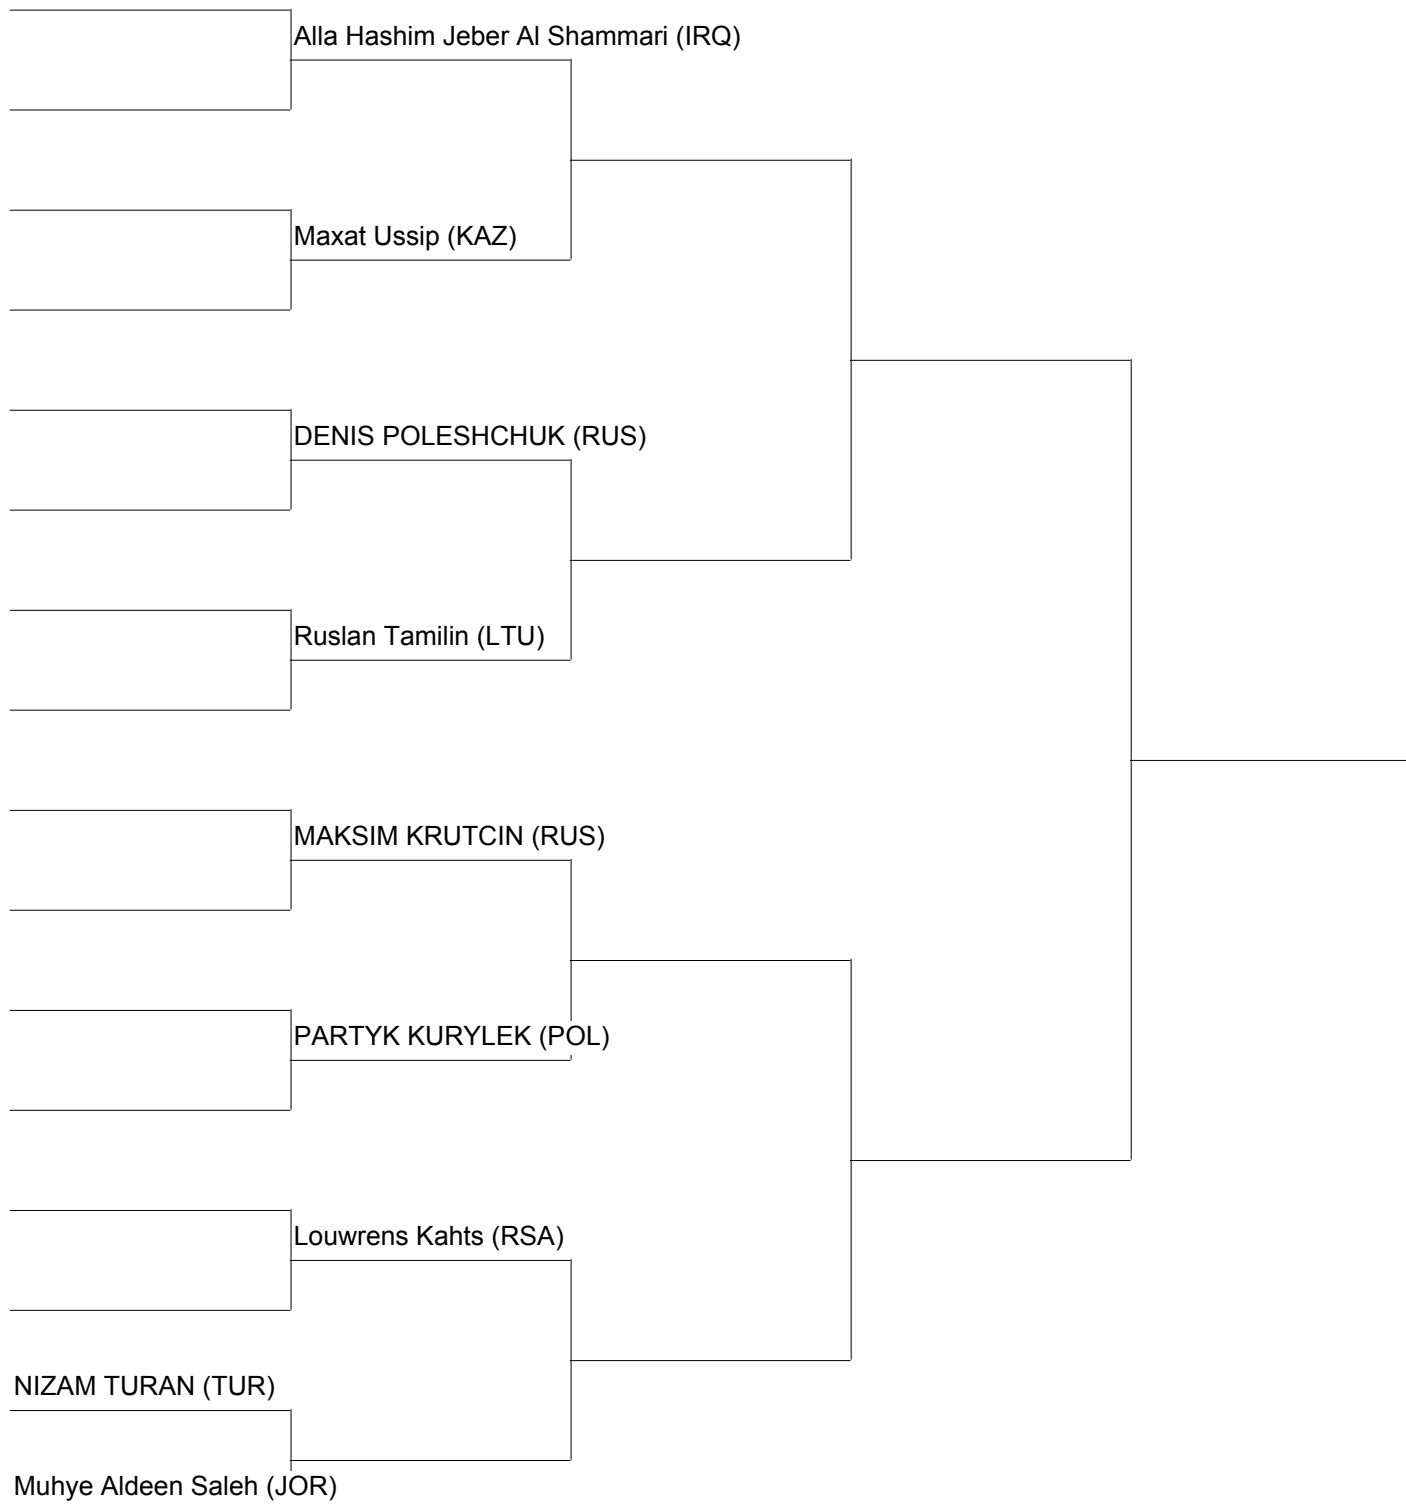 Alla Hashim Jeber Al Shammari (IRQ)
Maxat Ussip (KAZ)
DENIS POLESHCHUK (RUS)
Ruslan Tamilin (LTU)
MAKSIM KRUTCIN (RUS)
PARTYK KURYLEK (POL)
Louwrens Kahts (RSA)
NIZAM TURAN (TUR)
Muhye Aldeen Saleh (JOR)